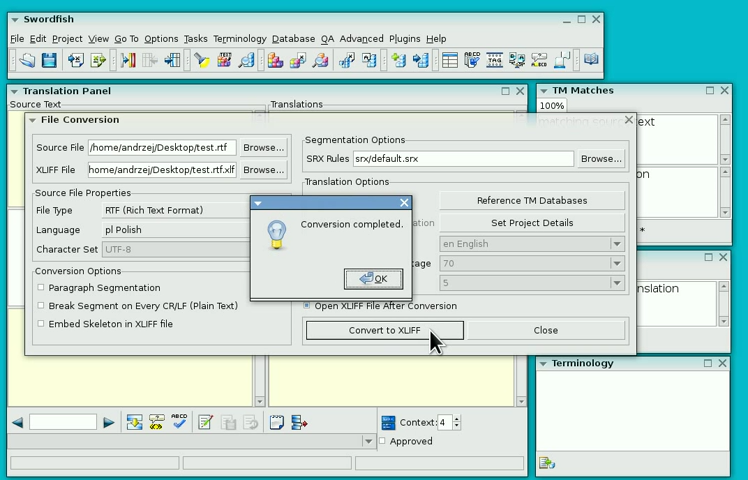 Swordfish
File Edit Project View Go To Options Tasks Terminology Database QA Advanced Plugins Help
Translation Panel
TM Matches
Source Text
Translations
100%
File Conversion
Source File /home/andrzej/Desktop/test.rtf Browse...
XLIFF File home/andrzej/Desktop/test.rtf.xlf Browse...
Segmentation Options
SRX Rules srx/default.srx Browse...
Source File Properties
File Type RTF (Rich Text Format)
Language pl Polish
Character Set UTF-8
Translation Options
Reference TM Databases
Set Project Details
en English
70
5
Conversion completed.
OK
Conversion Options
Paragraph Segmentation
Break Segment on Every CR/LF (Plain Text)
Embed Skeleton in XLIFF file
Open XLIFF File After Conversion
Convert to XLIFF
Close
Terminology
Context: 4
Approved